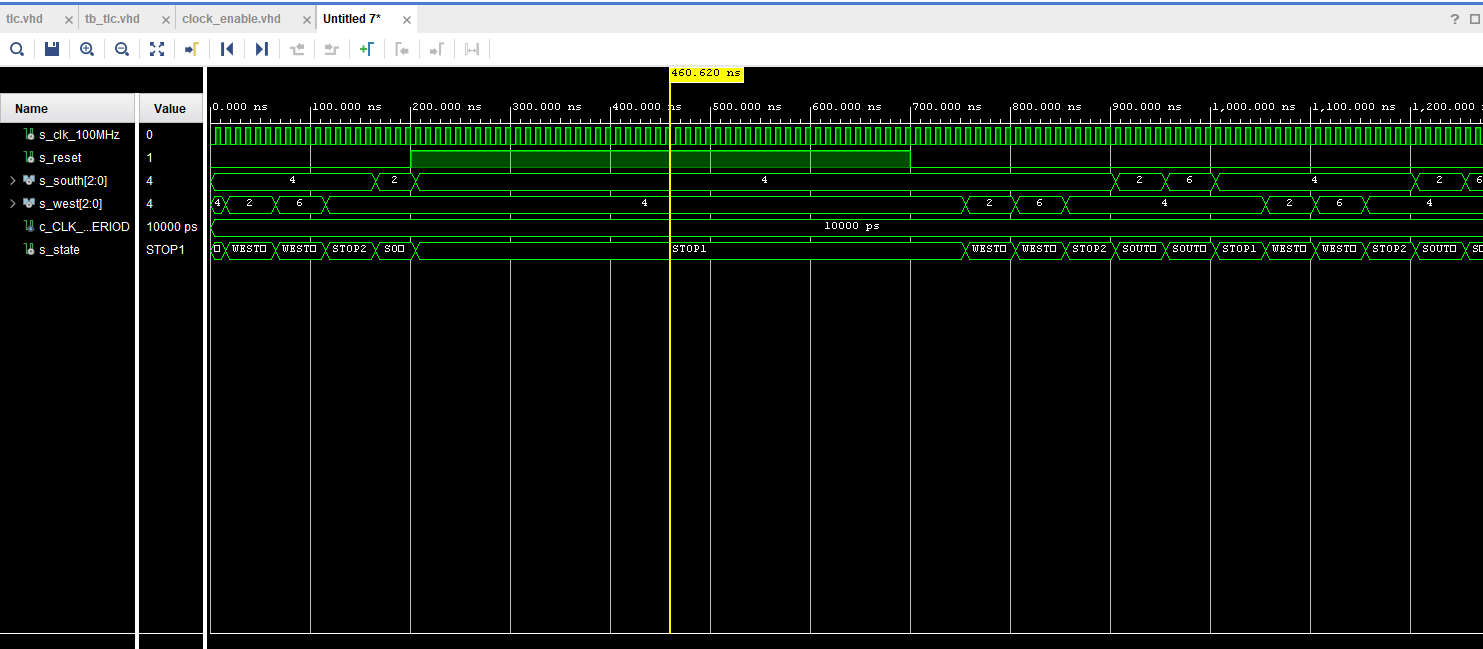 tlc.vhd tb_tlc.vhd clock_enable.vhd Untitled 7*
?
460.620 ns
Name Value
0.000 ns 100.000 ns 200.000 ns 300.000 ns 400.000 ns 500.000 ns 600.000 ns 700.000 ns 800.000 ns 900.000 ns 1,000.000 ns 1,100.000 ns 1,200.000
s_clk_100MHz 0
s_reset 1
s_south[2:0] 4 4 2 4 2 6 4 2 6
s_west[2:0] 4 4 2 6 4 2 6 4 2 6 4
c_CLK_...ERIOD 10000 ps 10000 ps
s_state STOP1 WEST STOP2 SO STOP1 WEST WEST STOP2 SOUT SOUT STOP1 WEST WEST STOP2 SOUT